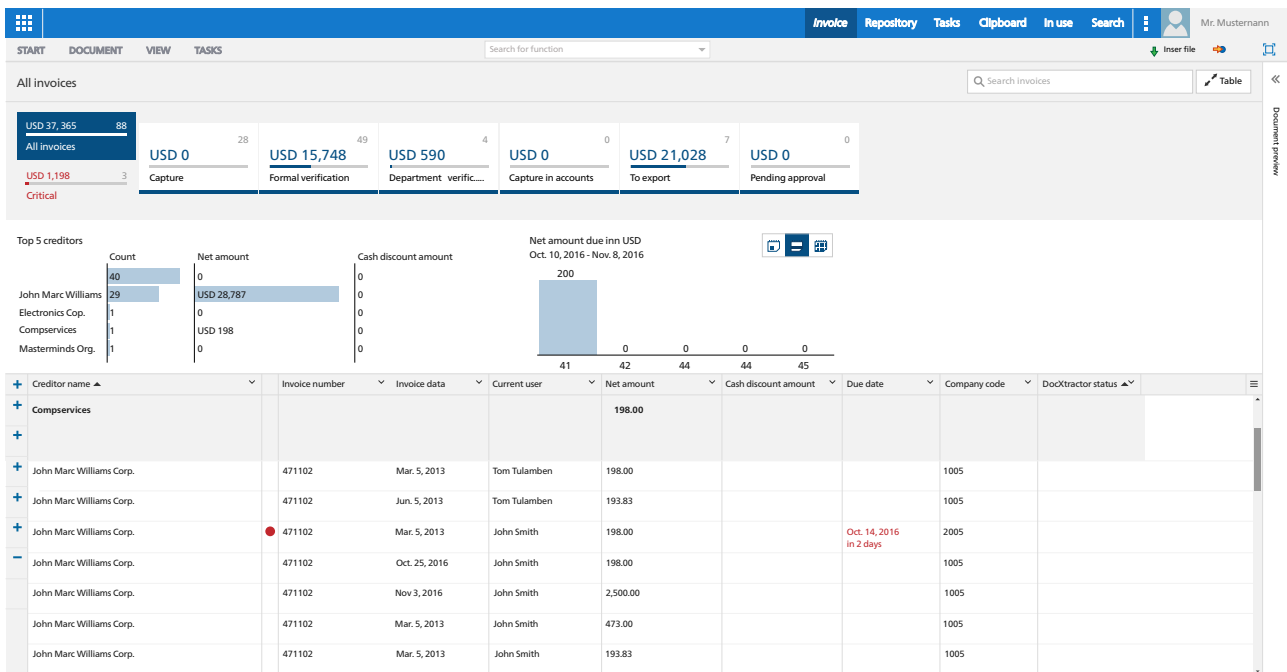 Invoice Repository Tasks Clipboard In use Search Mr. Musternann
START DOCUMENT VIEW TASKS Search for function Inser file
All invoices Search invoices Table
Document preview
USD 37, 365 88
All invoices
USD 1,198 3
Critical
28
USD 0
Capture
49
USD 15,748
Formal verification
4
USD 590
Department verific.....
0
USD 0
Capture in accounts
7
USD 21,028
To export
0
USD 0
Pending approval
Top 5 creditors
Count Net amount Cash discount amount
40 0 0
John Marc Williams 29 USD 28,787 0
Electronics Cop. 1 0 0
Compservices 1 USD 198 0
Masterminds Org. 1 0 0
Net amount due inn USD
Oct. 10, 2016 - Nov. 8, 2016
200
0 0 0 0
41 42 44 44 45
Creditor name Invoice number Invoice data Current user Net amount Cash discount amount Due date Company code DocXtractor status
Compservices 198.00
John Marc Williams Corp. 471102 Mar. 5, 2013 Tom Tulamben 198.00 1005
John Marc Williams Corp. 471102 Jun. 5, 2013 Tom Tulamben 193.83 1005
John Marc Williams Corp. 471102 Mar. 5, 2013 John Smith 198.00 Oct. 14, 2016 2005
in 2 days
John Marc Williams Corp. 471102 Oct. 25, 2016 John Smith 198.00 1005
John Marc Williams Corp. 471102 Nov 3, 2016 John Smith 2,500.00 1005
John Marc Williams Corp. 471102 Mar. 5, 2013 John Smith 473.00 1005
John Marc Williams Corp. 471102 Mar. 5, 2013 John Smith 193.83 1005